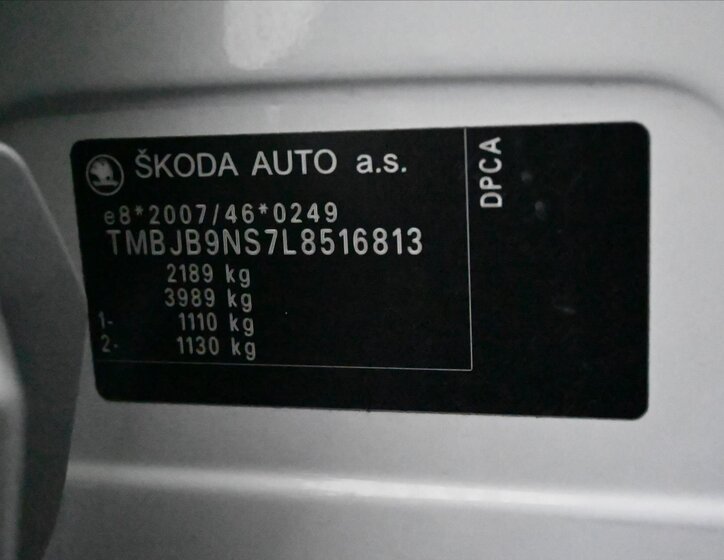 ŠKODA AUTO a.s.
e8*2007/46*0249
TMBJB9NS7L8516813
2189 kg
3989 kg
1- 1110 kg
2- 1130 kg
DPCA